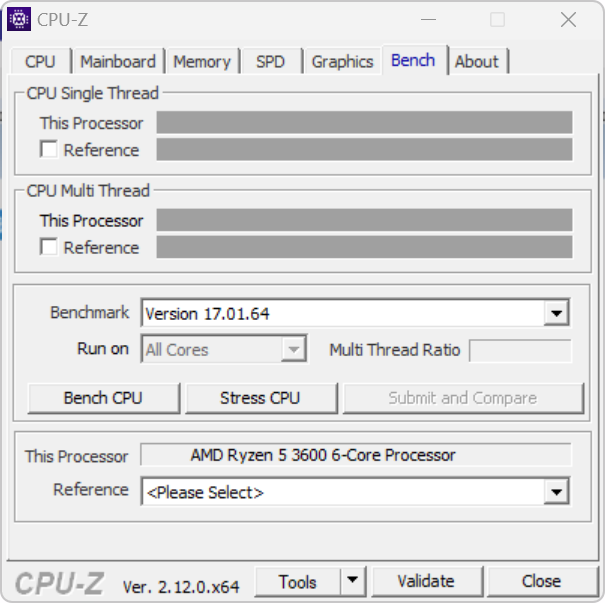 CPU-Z
CPU Mainboard Memory SPD Graphics Bench About
CPU Single Thread
This Processor
Reference
CPU Multi Thread
This Processor
Reference
Benchmark Version 17.01.64
Run on All Cores Multi Thread Ratio
Bench CPU Stress CPU Submit and Compare
This Processor AMD Ryzen 5 3600 6-Core Processor
Reference <Please Select>
CPU-Z Ver. 2.12.0.x64 Tools Validate Close